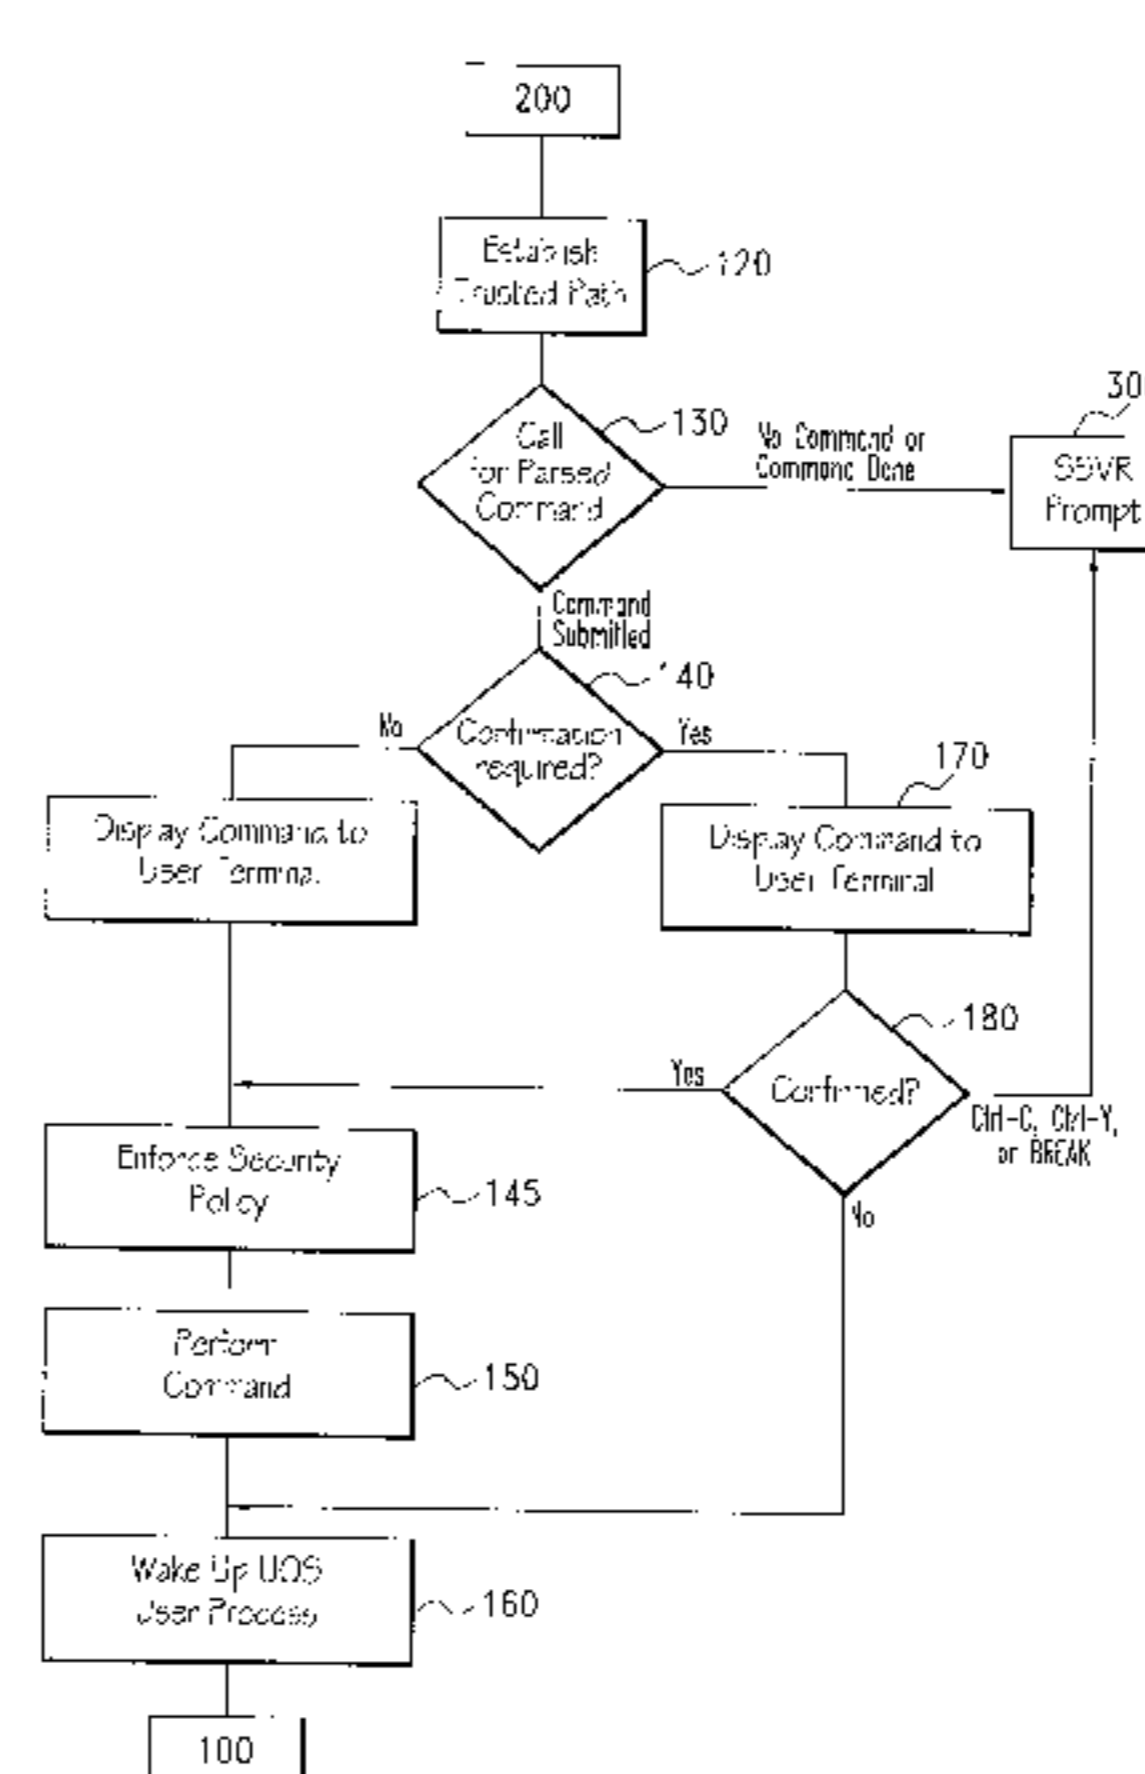 200
Establish
Trusted Path
120
Call
for Parsed
Command
130
No Command or
Command Done
30
SSVR
Prompt
Command
Submitted
140
Confirmation
required?
No
Yes
170
Display Command to
User Terminal
Display Command to
User Terminal
180
Confirmed?
Yes
Ctrl-C, Ctrl-Y,
or BREAK
No
Enforce Security
Policy
145
Perform
Command
150
Wake Up UOS
User Process
160
100